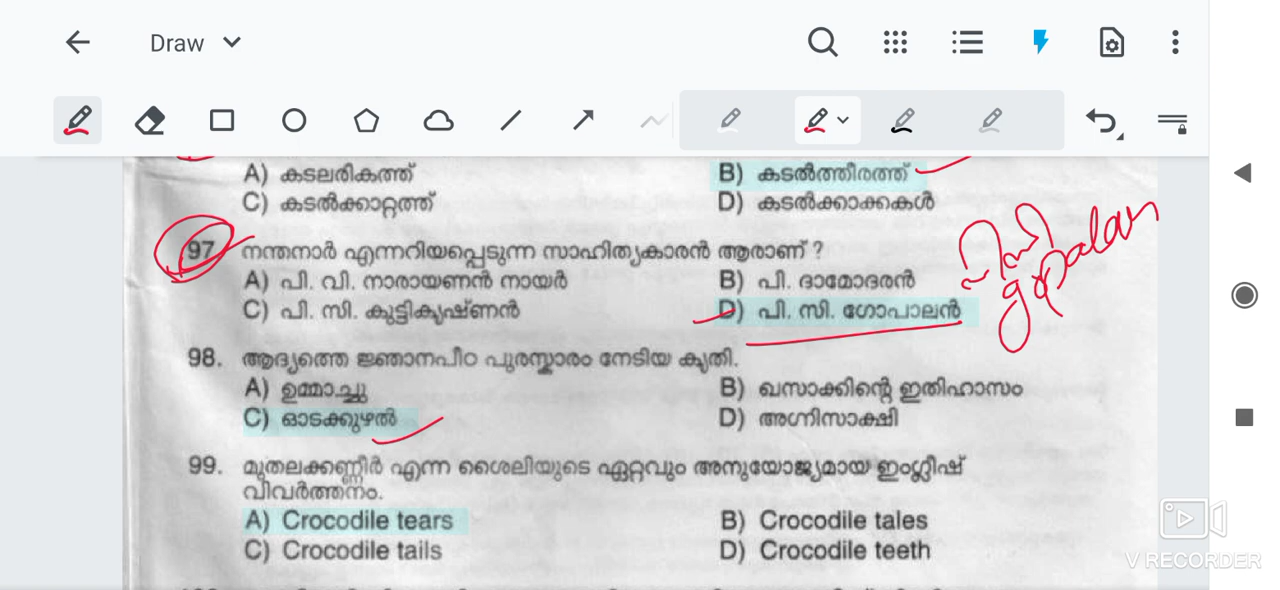 Draw
A) കടലരികത്ത്
B) കടൽത്തീരത്ത്
C) കടൽക്കാറ്റത്ത്
D) കടൽക്കാക്കകൾ
97 നന്തനാർ എന്നറിയപ്പെടുന്ന സാഹിത്യകാരൻ ആരാണ് ?
A) പി. വി. നാരായണൻ നായർ
B) പി. ദാമോദരൻ
C) പി. സി. കുട്ടികൃഷ്ണൻ
D) പി. സി. ഗോപാലൻ
gopalan
98. ആദ്യത്തെ ജ്ഞാനപീഠ പുരസ്കാരം നേടിയ കൃതി.
A) ഉമ്മാച്ചു
B) ഖസാക്കിന്റെ ഇതിഹാസം
C) ഓടക്കുഴൽ
D) അഗ്നിസാക്ഷി
99. മുതലക്കണ്ണീർ എന്ന ശൈലിയുടെ ഏറ്റവും അനുയോജ്യമായ ഇംഗ്ലീഷ്
വിവർത്തനം.
A) Crocodile tears
B) Crocodile tales
C) Crocodile tails
D) Crocodile teeth
V RECORDER